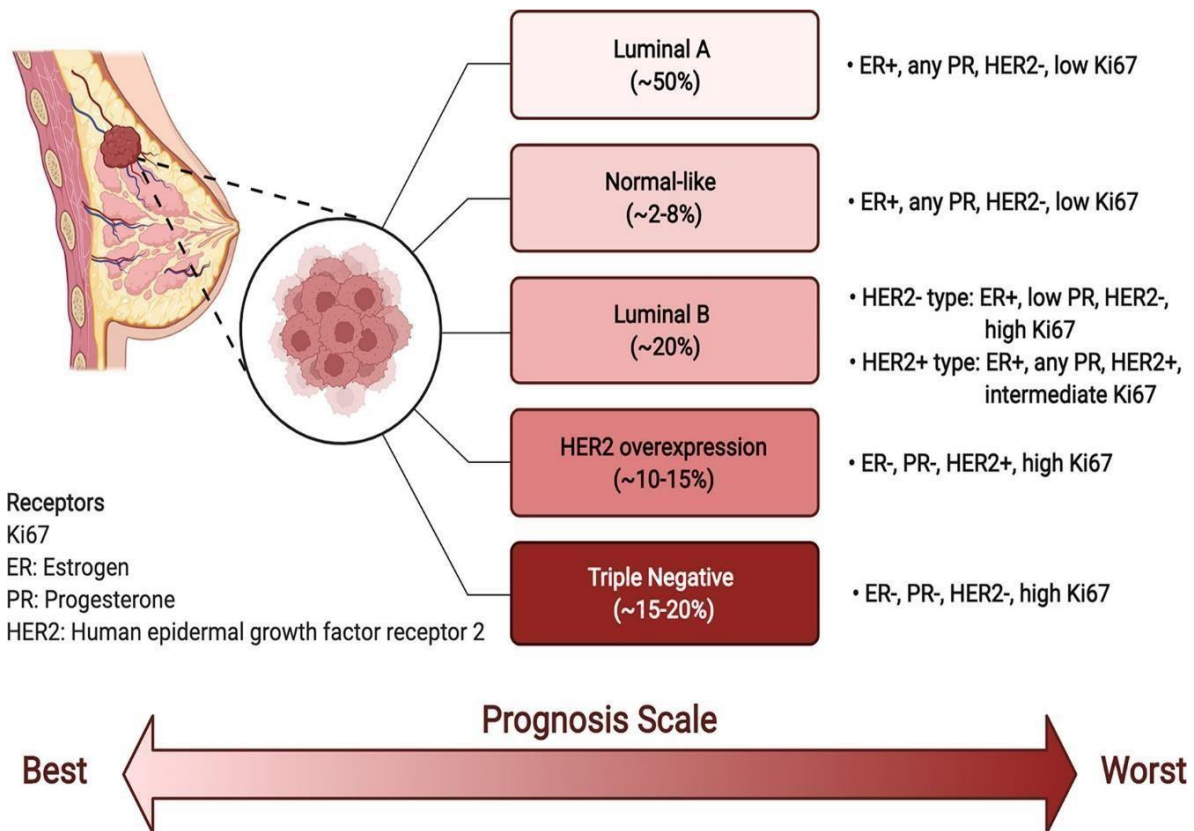 Luminal A
(~50%)
• ER+, any PR, HER2-, low Ki67
Normal-like
(~2-8%)
• ER+, any PR, HER2-, low Ki67
Luminal B
(~20%)
• HER2- type: ER+, low PR, HER2-,
high Ki67
• HER2+ type: ER+, any PR, HER2+,
intermediate Ki67
HER2 overexpression
(~10-15%)
• ER-, PR-, HER2+, high Ki67
Triple Negative
(~15-20%)
• ER-, PR-, HER2-, high Ki67
Receptors
Ki67
ER: Estrogen
PR: Progesterone
HER2: Human epidermal growth factor receptor 2
Prognosis Scale
Best
Worst